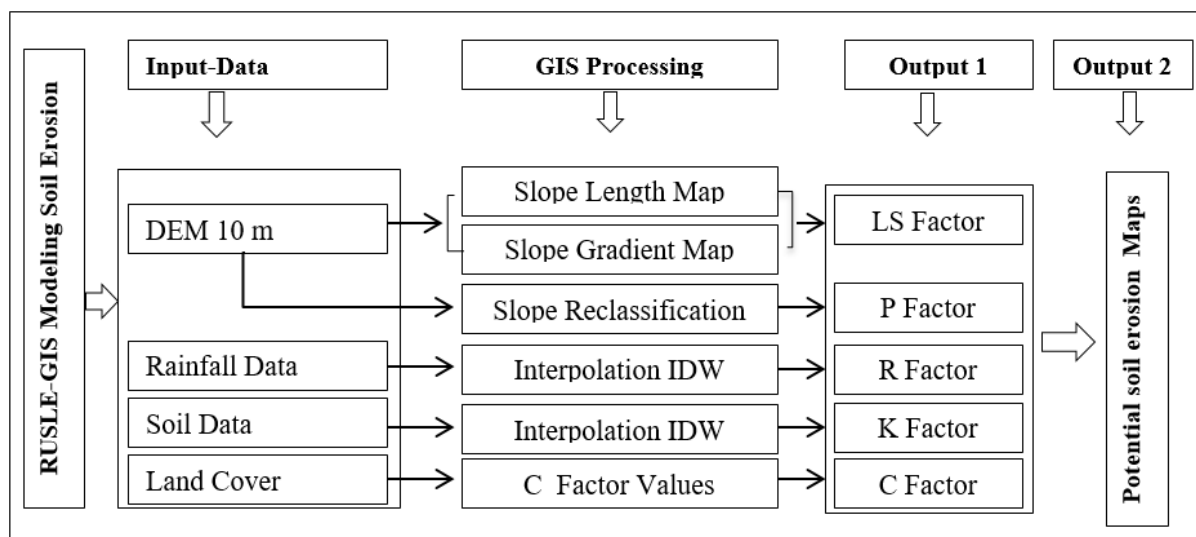 RUSLE-GIS Modeling Soil Erosion
Input-Data
GIS Processing
Output 1
Output 2
DEM 10 m
Slope Length Map
Slope Gradient Map
LS Factor
Slope Reclassification
P Factor
Rainfall Data
Interpolation IDW
R Factor
Soil Data
Interpolation IDW
K Factor
Land Cover
C Factor Values
C Factor
Potential soil erosion Maps